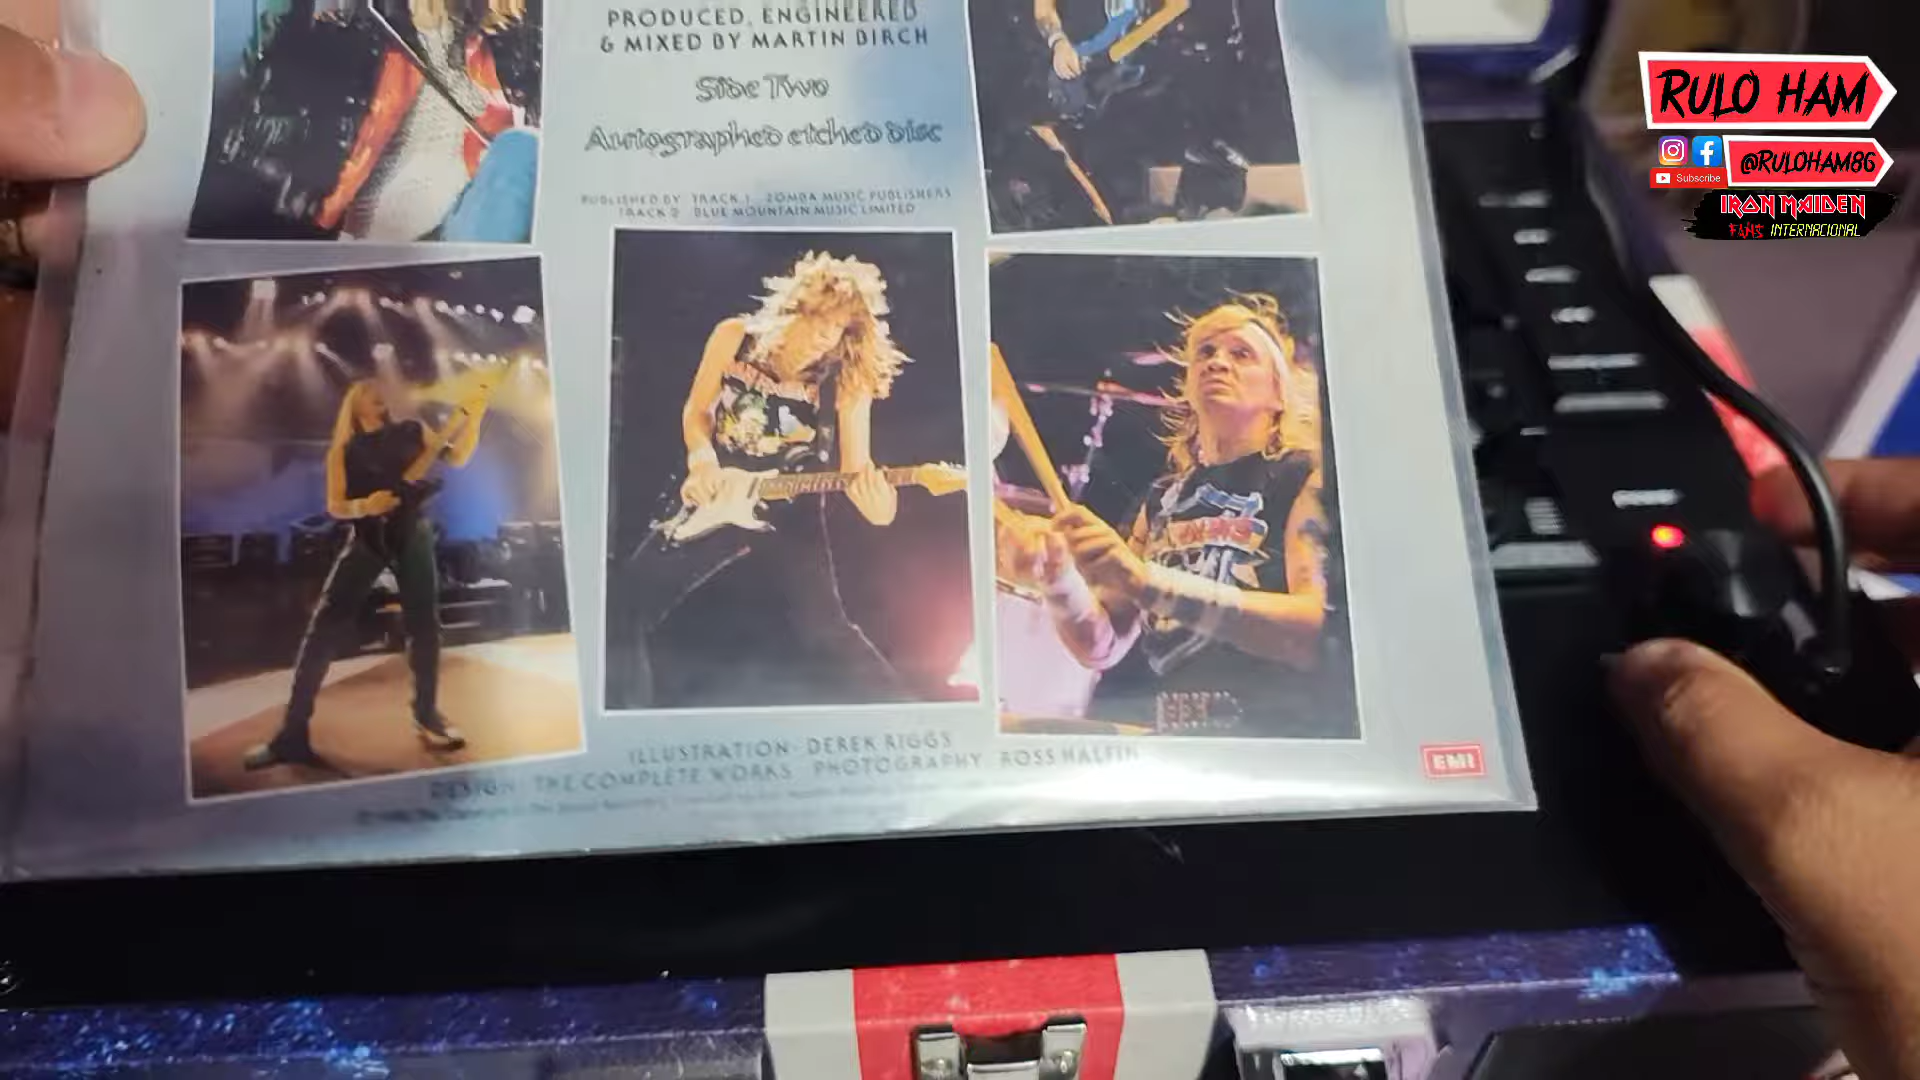 PRODUCED, ENGINEERED
& MIXED BY MARTIN BIRCH
Side Two
Autographed etched disc
PUBLISHED BY TRACK 1 ZOMBA MUSIC PUBLISHERS
TRACK 2 BLUE MOUNTAIN MUSIC LIMITED
ILLUSTRATION · DEREK RIGGS
DESIGN · THE COMPLETE WORKS PHOTOGRAPHY ROSS HALFIN
EMI
RULO HAM
@RULOHAM86
Subscribe
IRON MAIDEN
FANS INTERNACIONAL